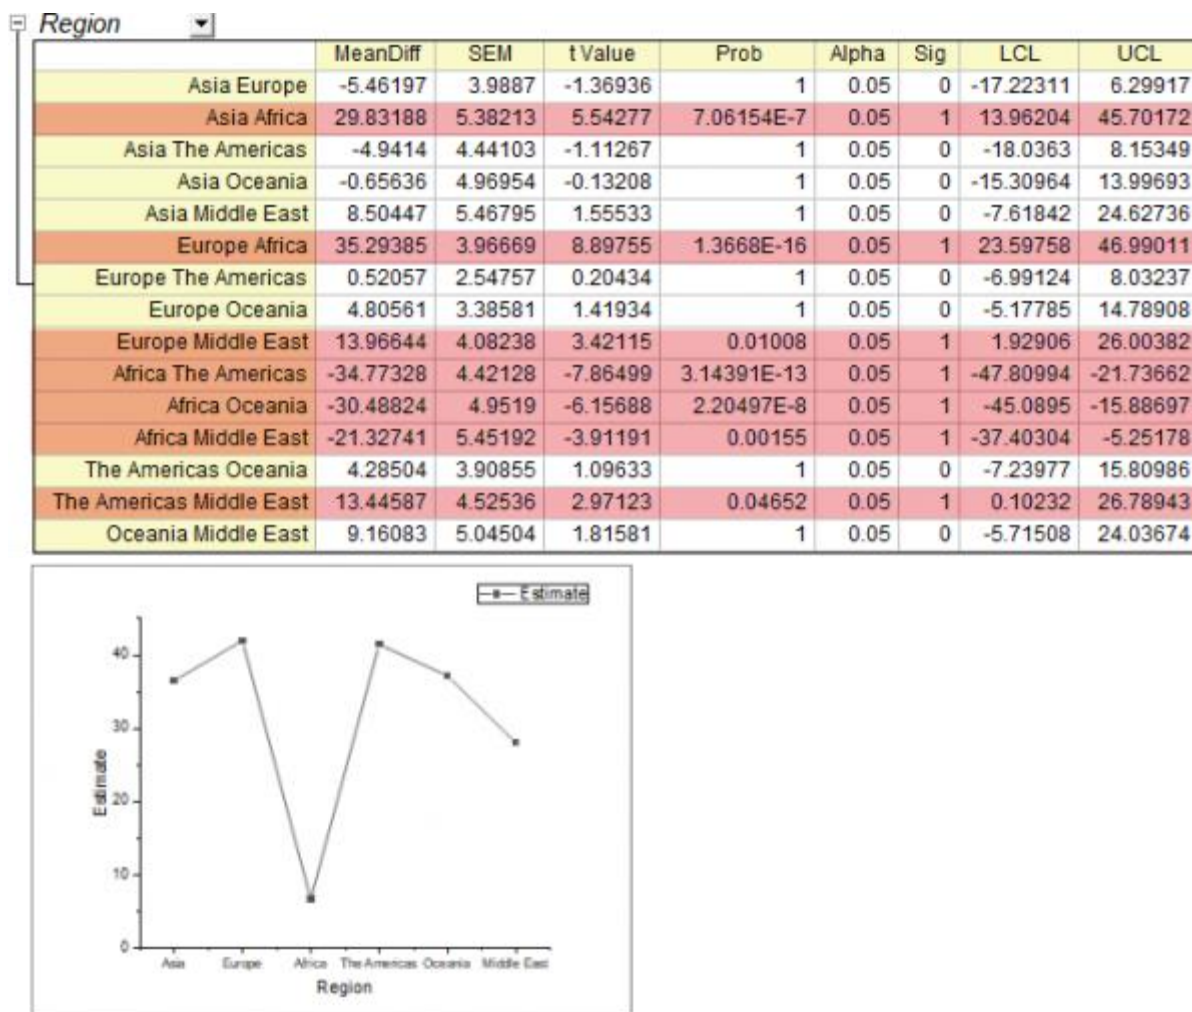 Region
MeanDiff SEM t Value Prob Alpha Sig LCL UCL
Asia Europe -5.46197 3.9887 -1.36936 1 0.05 0 -17.22311 6.29917
Asia Africa 29.83188 5.38213 5.54277 7.06154E-7 0.05 1 13.96204 45.70172
Asia The Americas -4.9414 4.44103 -1.11267 1 0.05 0 -18.0363 8.15349
Asia Oceania -0.65636 4.96954 -0.13208 1 0.05 0 -15.30964 13.99693
Asia Middle East 8.50447 5.46795 1.55533 1 0.05 0 -7.61842 24.62736
Europe Africa 35.29385 3.96669 8.89755 1.3668E-16 0.05 1 23.59758 46.99011
Europe The Americas 0.52057 2.54757 0.20434 1 0.05 0 -6.99124 8.03237
Europe Oceania 4.80561 3.38581 1.41934 1 0.05 0 -5.17785 14.78908
Europe Middle East 13.96644 4.08238 3.42115 0.01008 0.05 1 1.92906 26.00382
Africa The Americas -34.77328 4.42128 -7.86499 3.14391E-13 0.05 1 -47.80994 -21.73662
Africa Oceania -30.48824 4.9519 -6.15688 2.20497E-8 0.05 1 -45.0895 -15.88697
Africa Middle East -21.32741 5.45192 -3.91191 0.00155 0.05 1 -37.40304 -5.25178
The Americas Oceania 4.28504 3.90855 1.09633 1 0.05 0 -7.23977 15.80986
The Americas Middle East 13.44587 4.52536 2.97123 0.04652 0.05 1 0.10232 26.78943
Oceania Middle East 9.16083 5.04504 1.81581 1 0.05 0 -5.71508 24.03674
Estimate
40
30
20
10
0
Estimate
Asia Europe Africa The Americas Oceania Middle East
Region